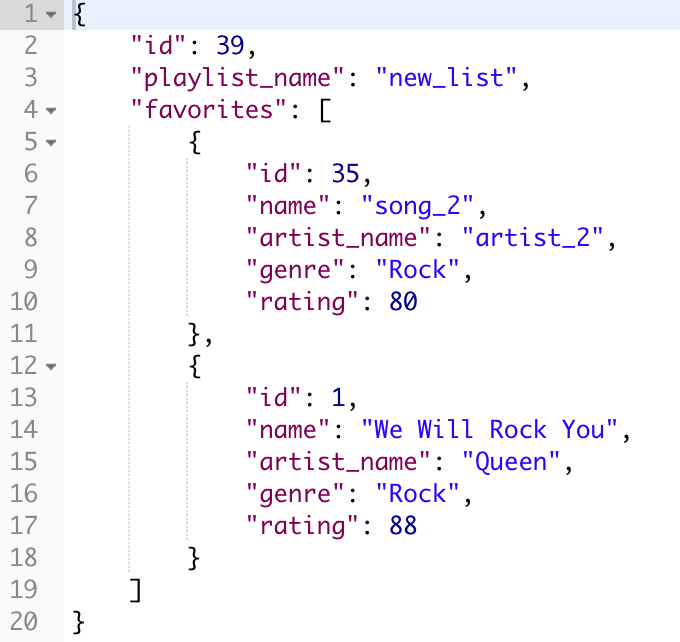 1 {
2     "id": 39,
3     "playlist_name": "new_list",
4     "favorites": [
5         {
6             "id": 35,
7             "name": "song_2",
8             "artist_name": "artist_2",
9             "genre": "Rock",
10             "rating": 80
11         },
12         {
13             "id": 1,
14             "name": "We Will Rock You",
15             "artist_name": "Queen",
16             "genre": "Rock",
17             "rating": 88
18         }
19     ]
20 }